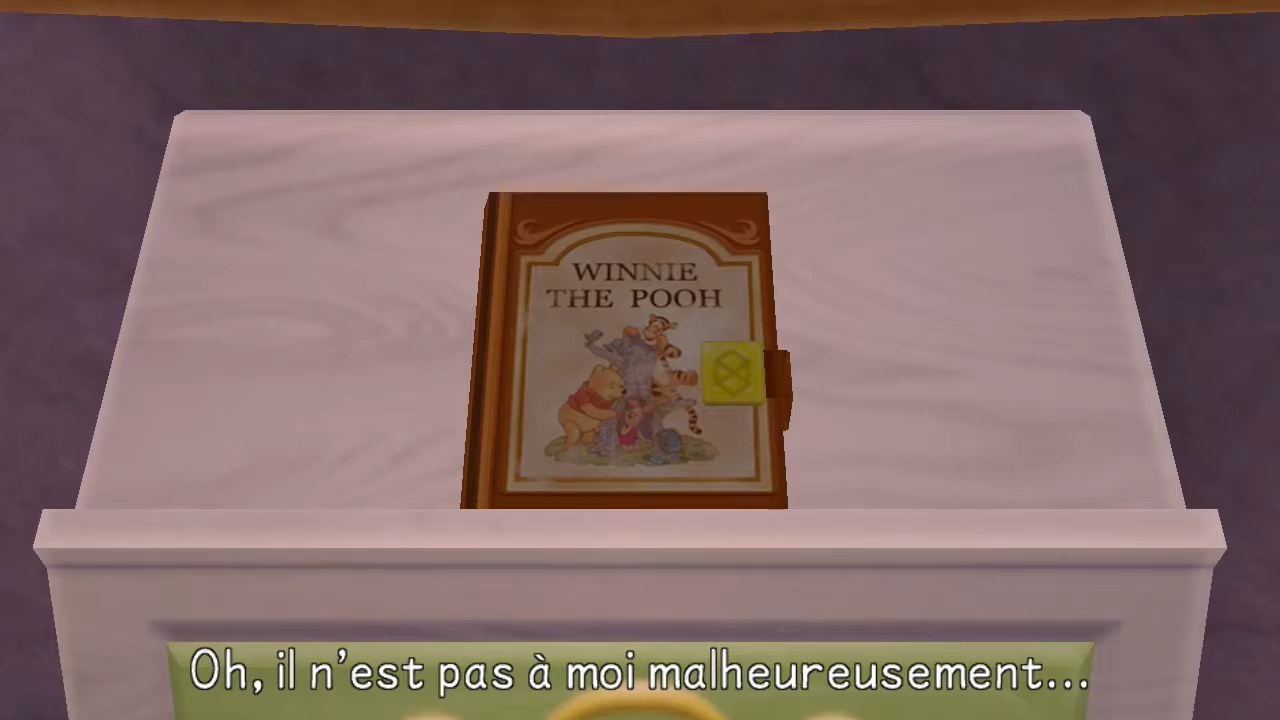 WINNIE
THE POOH
Oh, il n’est pas à moi malheureusement...